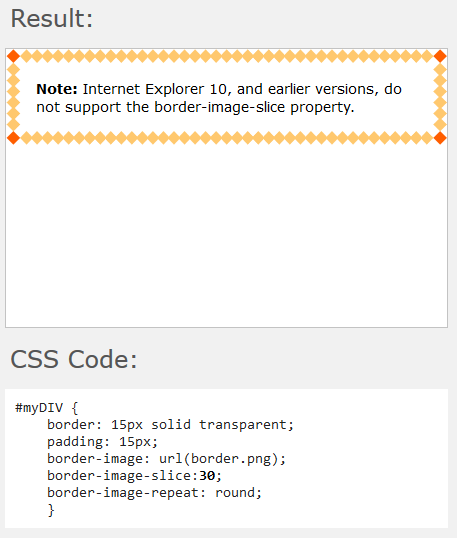 Result:
Note: Internet Explorer 10, and earlier versions, do
not support the border-image-slice property.
CSS Code:
#myDIV {
    border: 15px solid transparent;
    padding: 15px;
    border-image: url(border.png);
    border-image-slice:30;
    border-image-repeat: round;
    }